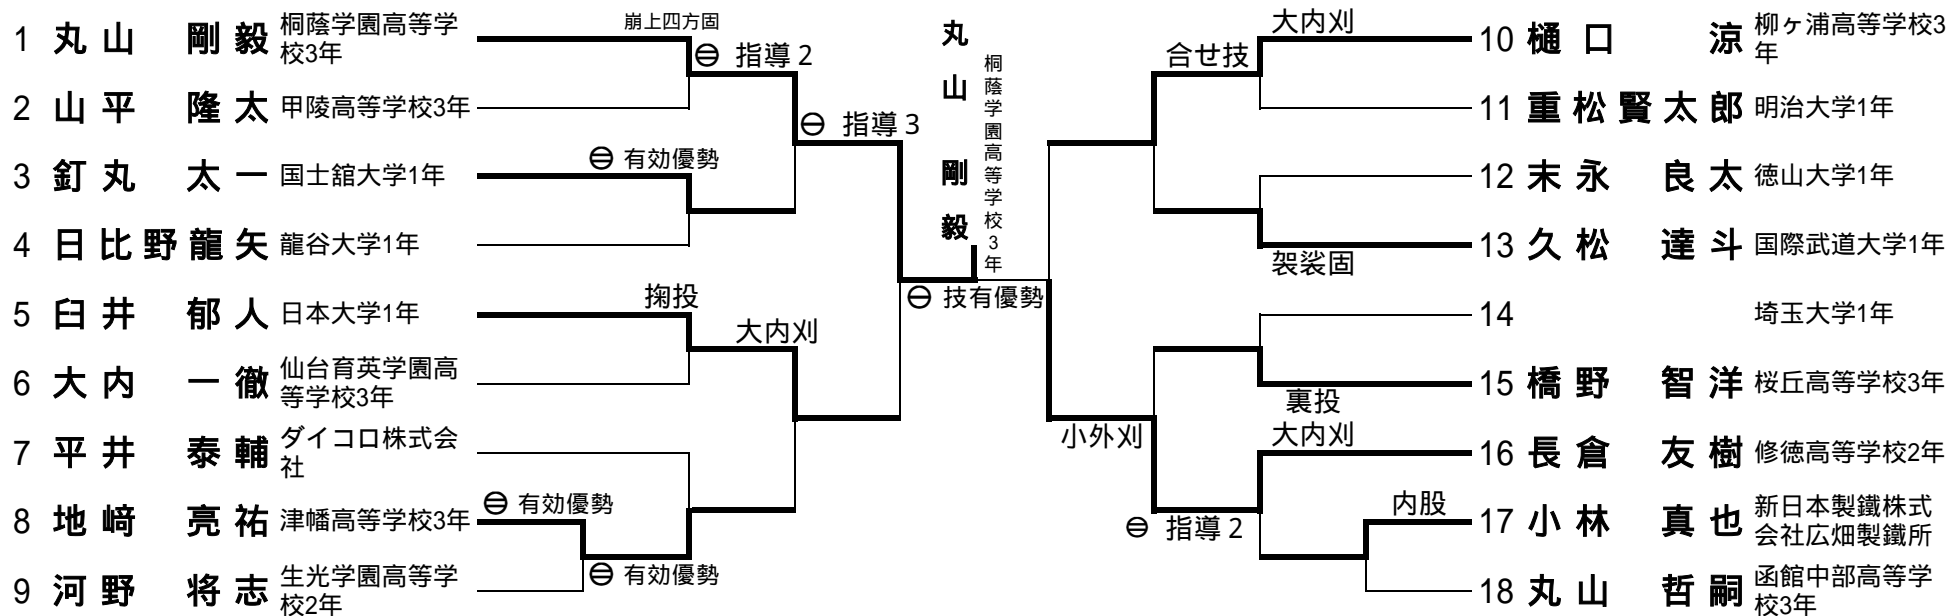 1 丸山 剛毅 桐蔭学園高等学
校3年
2 山平 隆太 甲陵高等学校3年
3 釘丸 太一 国士舘大学1年
4 日比野龍矢 龍谷大学1年
5 臼井 郁人 日本大学1年
6 大内 一徹 仙台育英学園高
等学校3年
7 平井 泰輔 ダイコロ株式会
社
8 地﨑 亮祐 津幡高等学校3年
9 河野 将志 生光学園高等学
校2年
崩上四方固
⊖ 指導2
⊖ 有効優勢
⊖ 指導3
掬投
大内刈
⊖ 有効優勢
⊖ 有効優勢
丸山 剛毅
桐蔭学園高等学校3年
⊖ 技有優勢
大内刈
合せ技
袈裟固
裏投
大内刈
小外刈
内股
⊖ 指導2
10 樋口 涼 柳ヶ浦高等学校3
年
11 重松賢太郎 明治大学1年
12 末永 良太 徳山大学1年
13 久松 達斗 国際武道大学1年
14 埼玉大学1年
15 橋野 智洋 桜丘高等学校3年
16 長倉 友樹 修徳高等学校2年
17 小林 真也 新日本製鐵株式
会社広畑製鐵所
18 丸山 哲嗣 函館中部高等学
校3年